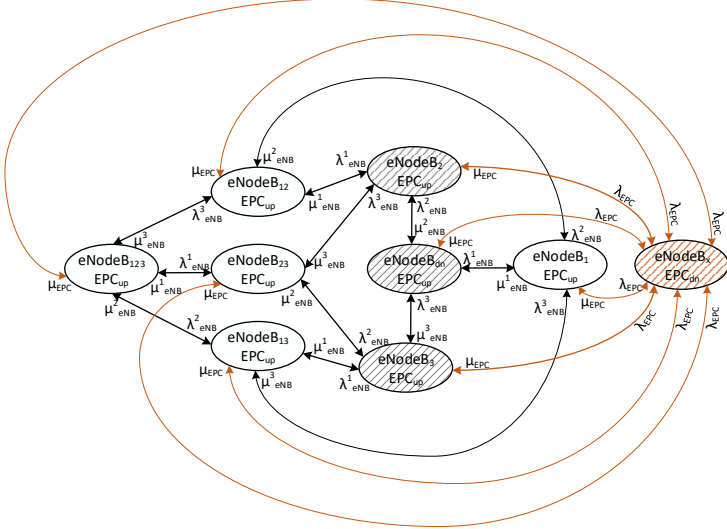 μ²eNB
λ¹eNB
eNodeB₂
EPCup
μEPC
eNodeB₁₂
EPCup
μEPC
μ¹eNB
λ³eNB
λ³eNB
λ²eNB
μ²eNB
λEPC
λEPC
λEPC
λEPC
μ³eNB
eNodeB₁₂₃
EPCup
λ¹eNB
μ¹eNB
μEPC
μ²eNB
eNodeB₂₃
EPCup
μEPC
μ³eNB
μ²eNB
eNodeBdn
EPCup
μEPC
λ¹eNB
μ¹eNB
λ³eNB
μ³eNB
λ²eNB
eNodeB₁
EPCup
λ³eNB
μEPC
λEPC
eNodeBx
EPCdn
λEPC
λEPC
λEPC
λ²eNB
eNodeB₁₃
EPCup
μEPC
μ³eNB
μ¹eNB
λ²eNB
λ¹eNB
eNodeB₃
EPCup
μEPC